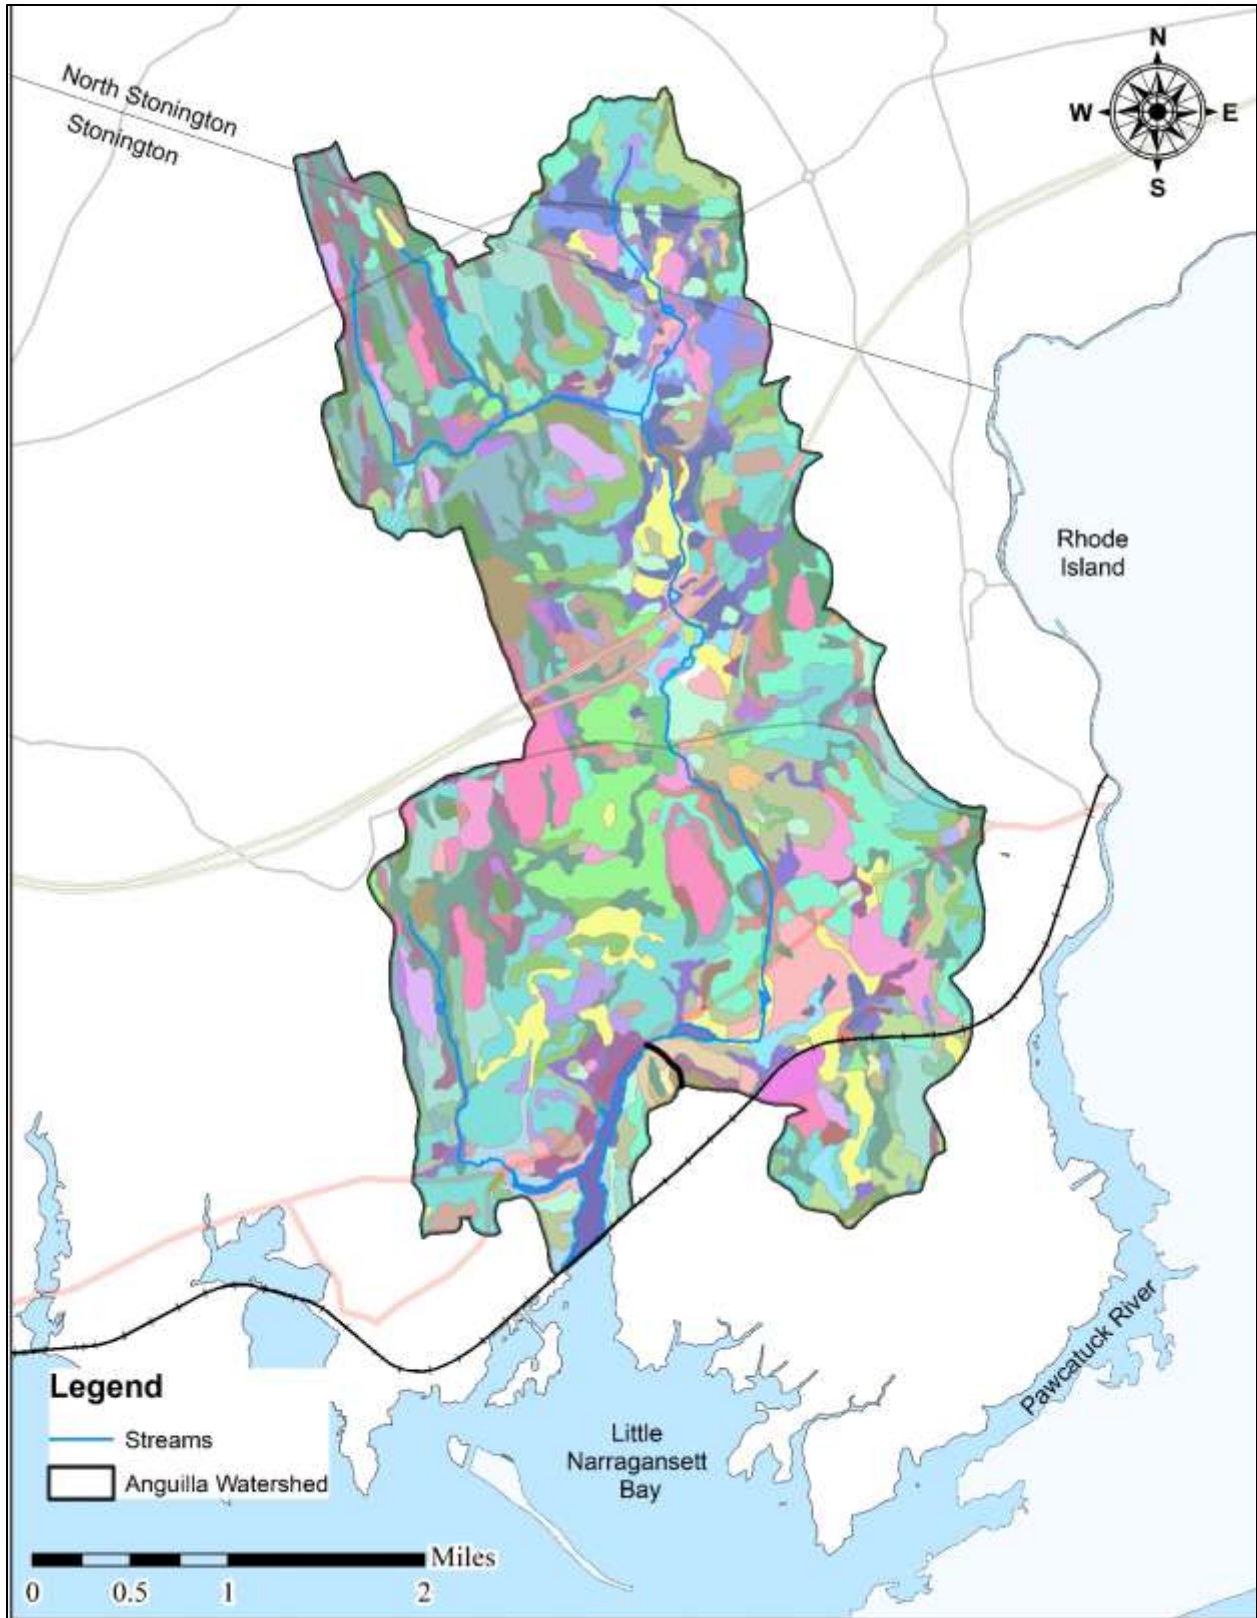 N
W E
S
North Stonington
Stonington
Rhode
Island
Pawcatuck River
Little
Narragansett
Bay
Legend
Streams
Anguilla Watershed
Miles
0 0.5 1 2